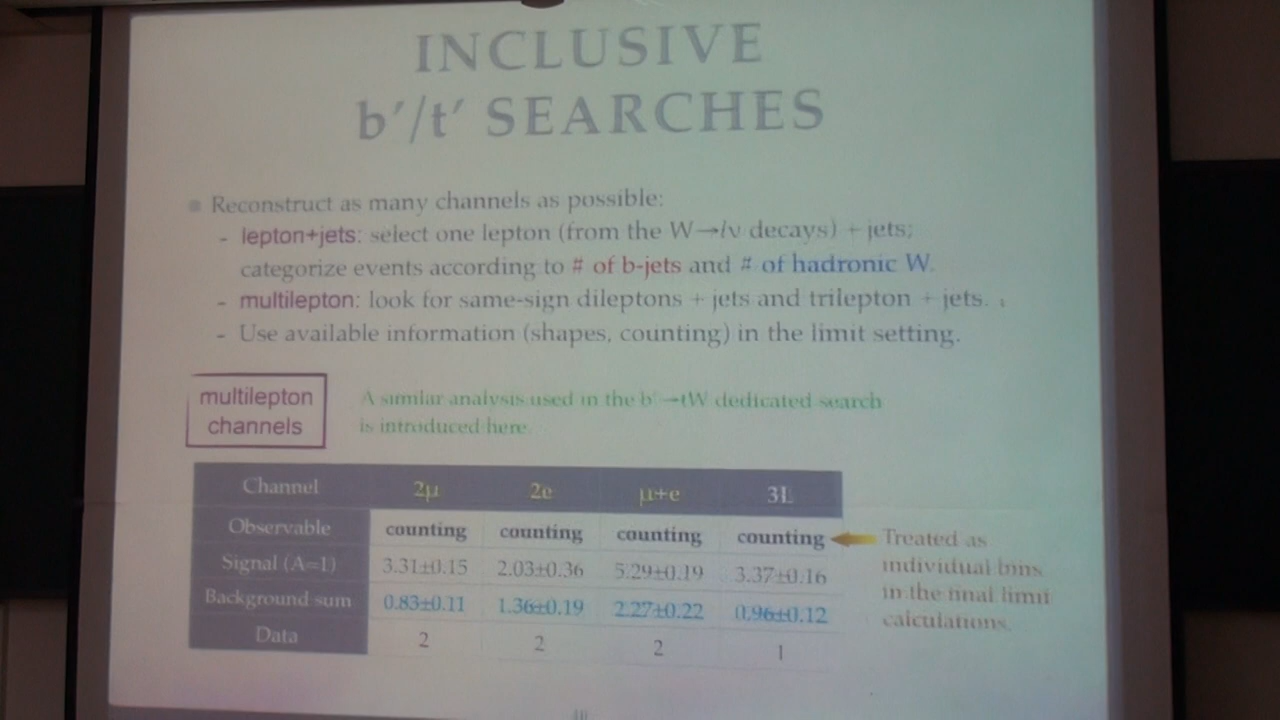 INCLUSIVE
b′/t′ SEARCHES
Reconstruct as many channels as possible:
- lepton+jets: select one lepton (from the W→lν decays) + jets;
categorize events according to # of b-jets and # of hadronic W.
- multilepton: look for same-sign dileptons + jets and trilepton + jets.
- Use available information (shapes, counting) in the limit setting.
multilepton
channels
A similar analysis used in the b′→tW dedicated search
is introduced here.
Channel 2μ 2e μ+e 3L
Observable counting counting counting counting
Signal (A=1) 3.31±0.15 2.03±0.36 5.29±0.19 3.37±0.16
Background sum 0.83±0.11 1.36±0.19 2.27±0.22 0.96±0.12
Data 2 2 2 1
Treated as
individual bins
in the final limit
calculations.